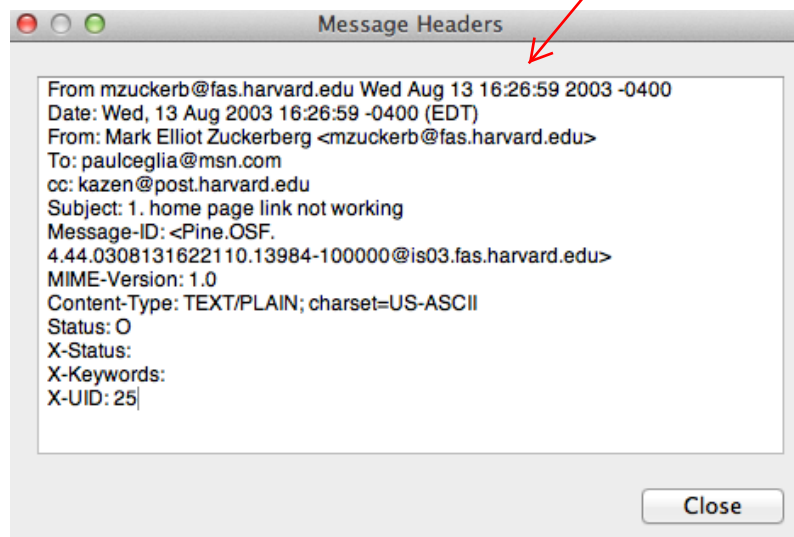 Message Headers
From mzuckerb@fas.harvard.edu Wed Aug 13 16:26:59 2003 -0400
Date: Wed, 13 Aug 2003 16:26:59 -0400 (EDT)
From: Mark Elliot Zuckerberg <mzuckerb@fas.harvard.edu>
To: paulceglia@msn.com
cc: kazen@post.harvard.edu
Subject: 1. home page link not working
Message-ID: <Pine.OSF.
4.44.0308131622110.13984-100000@is03.fas.harvard.edu>
MIME-Version: 1.0
Content-Type: TEXT/PLAIN; charset=US-ASCII
Status: O
X-Status:
X-Keywords:
X-UID: 25
Close